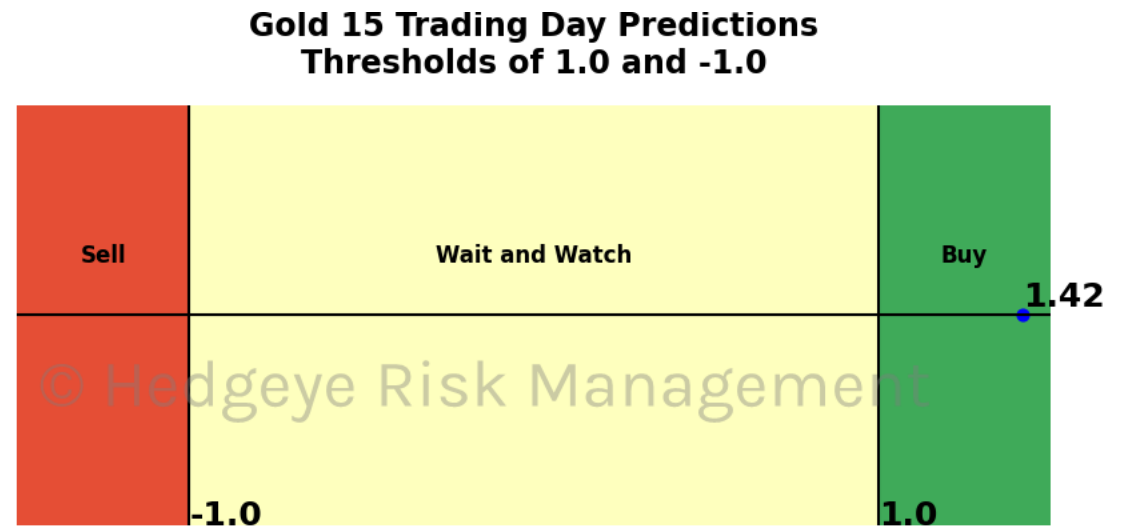 Gold 15 Trading Day Predictions
Thresholds of 1.0 and -1.0
Sell
Wait and Watch
Buy
1.42
© Hedgeye Risk Management
-1.0
1.0